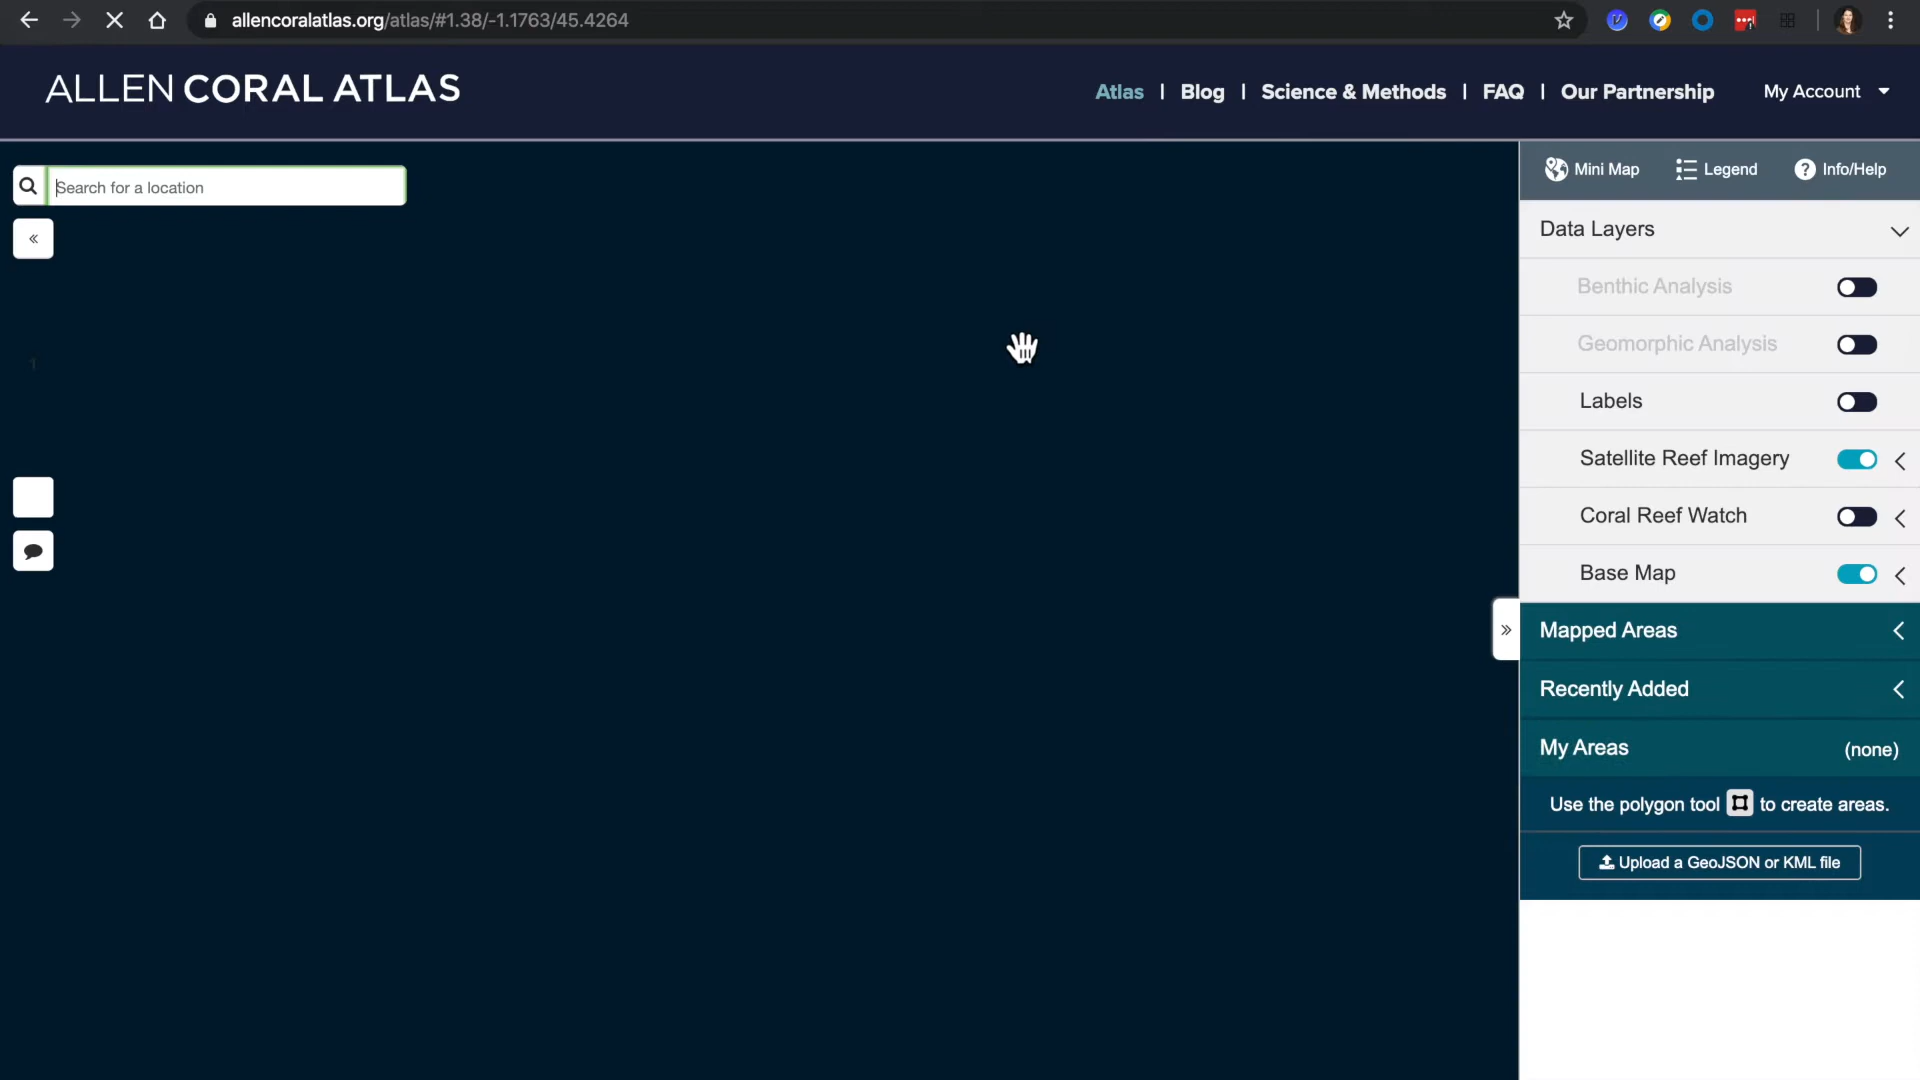 allencoralatlas.org/atlas/#1.38/-1.1763/45.4264
ALLEN CORAL ATLAS
Atlas | Blog | Science & Methods | FAQ | Our Partnership
My Account
Search for a location
1
Mini Map
Legend
Info/Help
Data Layers
Benthic Analysis
Geomorphic Analysis
Labels
Satellite Reef Imagery
Coral Reef Watch
Base Map
Mapped Areas
Recently Added
My Areas (none)
Use the polygon tool to create areas.
Upload a GeoJSON or KML file